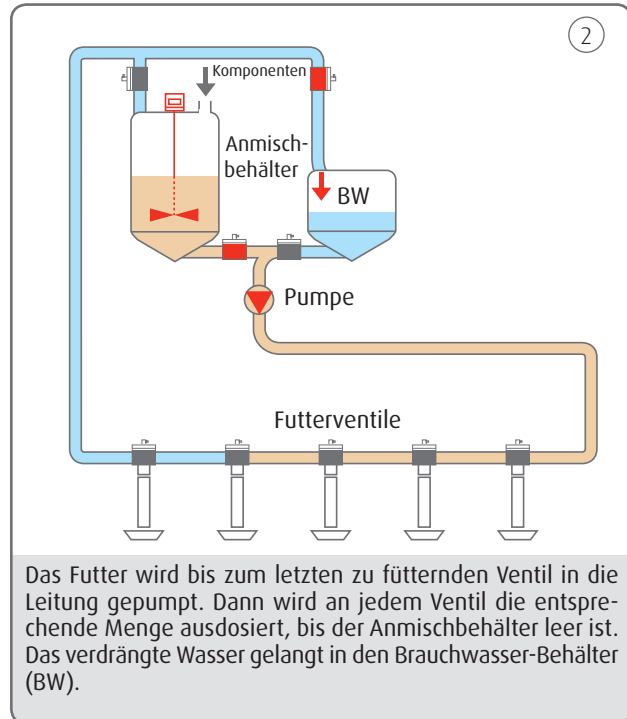 2
Komponenten
Anmisch-
behälter
BW
Pumpe
Futterventile
Das Futter wird bis zum letzten zu fütternden Ventil in die
Leitung gepumpt. Dann wird an jedem Ventil die entspre-
chende Menge ausdosiert, bis der Anmischbehälter leer ist.
Das verdrängte Wasser gelangt in den Brauchwasser-Behälter
(BW).